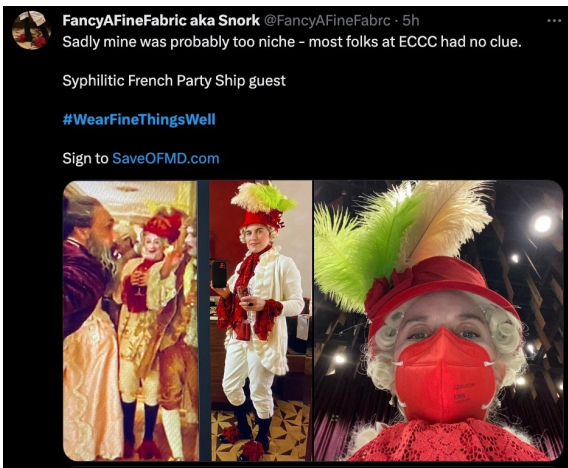 FancyAFineFabric aka Snork @FancyAFineFabrc · 5h
Sadly mine was probably too niche - most folks at ECCC had no clue.
Syphilitic French Party Ship guest
#WearFineThingsWell
Sign to SaveOFMD.com